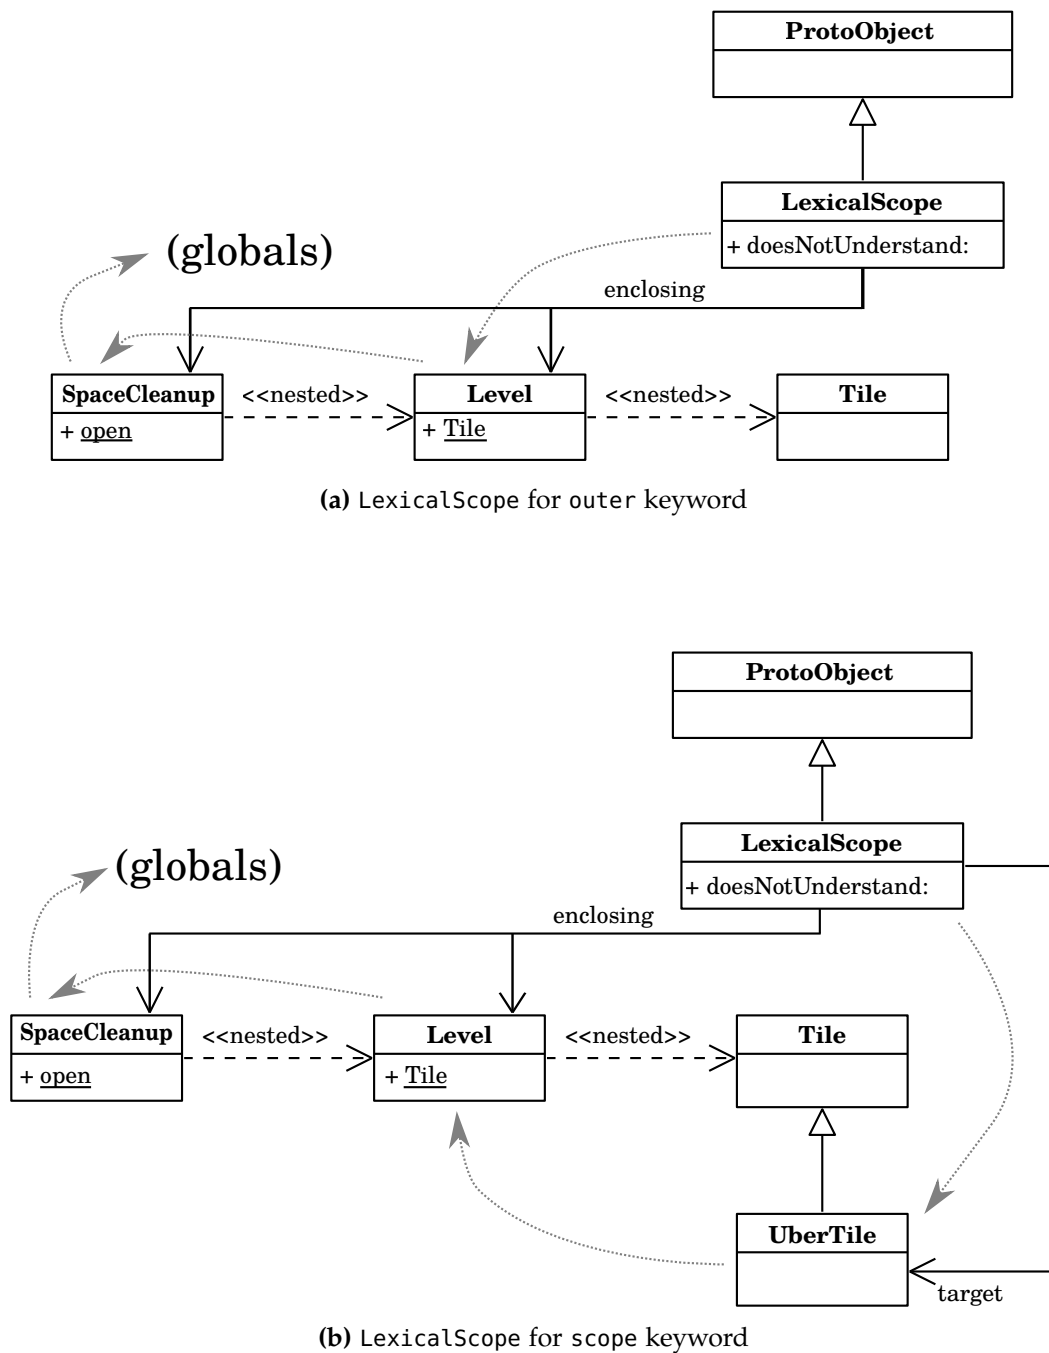 ProtoObject
LexicalScope
+ doesNotUnderstand:
(globals)
enclosing
SpaceCleanup
+ open
<<nested>>
Level
+ Tile
<<nested>>
Tile
(a) LexicalScope for outer keyword
ProtoObject
LexicalScope
+ doesNotUnderstand:
(globals)
enclosing
SpaceCleanup
+ open
<<nested>>
Level
+ Tile
<<nested>>
Tile
UberTile
target
(b) LexicalScope for scope keyword